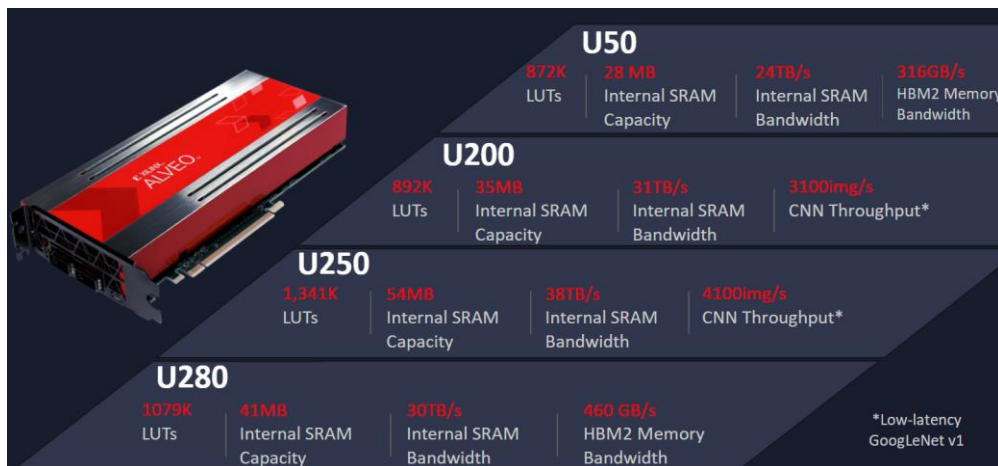 U50
872K
LUTs
28 MB
Internal SRAM
Capacity
24TB/s
Internal SRAM
Bandwidth
316GB/s
HBM2 Memory
Bandwidth
U200
892K
LUTs
35MB
Internal SRAM
Capacity
31TB/s
Internal SRAM
Bandwidth
3100img/s
CNN Throughput*
XILINX
ALVEO
U250
1,341K
LUTs
54MB
Internal SRAM
Capacity
38TB/s
Internal SRAM
Bandwidth
4100img/s
CNN Throughput*
U280
1079K
LUTs
41MB
Internal SRAM
Capacity
30TB/s
Internal SRAM
Bandwidth
460 GB/s
HBM2 Memory
Bandwidth
*Low-latency
GoogLeNet v1